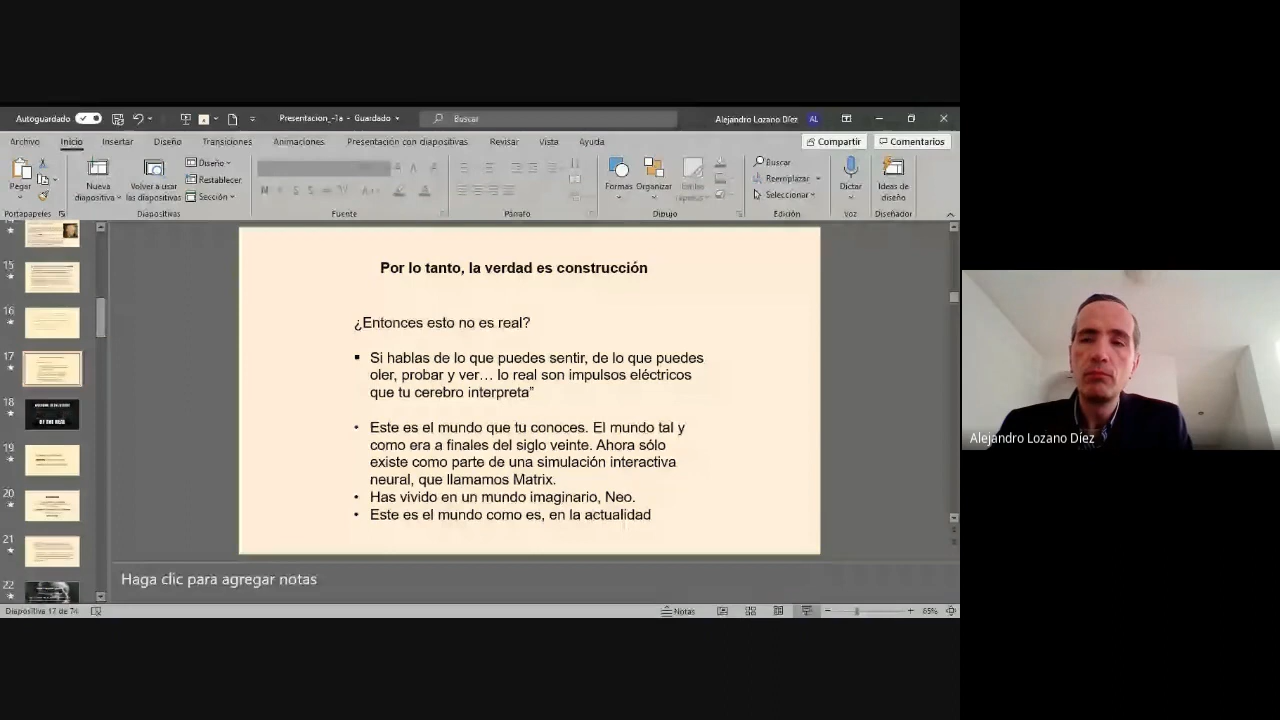 Autoguardado
Presentacion_-1a - Guardado
Buscar
Alejandro Lozano Díez
AL
Archivo
Inicio
Insertar
Diseño
Transiciones
Animaciones
Presentación con diapositivas
Revisar
Vista
Ayuda
Compartir
Comentarios
Pegar
Nueva
diapositiva
Volver a usar
las diapositivas
Diseño
Restablecer
Sección
Formas
Organizar
Buscar
Reemplazar
Seleccionar
Dictar
Ideas de
diseño
Portapapeles
Diapositivas
Fuente
Párrafo
Dibujo
Edición
Voz
Diseñador
15
16
17
18
OF THE REAL
19
20
21
22
Por lo tanto, la verdad es construcción
¿Entonces esto no es real?
▪ Si hablas de lo que puedes sentir, de lo que puedes
oler, probar y ver… lo real son impulsos eléctricos
que tu cerebro interpreta”
• Este es el mundo que tu conoces. El mundo tal y
como era a finales del siglo veinte. Ahora sólo
existe como parte de una simulación interactiva
neural, que llamamos Matrix.
• Has vivido en un mundo imaginario, Neo.
• Este es el mundo como es, en la actualidad
Haga clic para agregar notas
Diapositiva 17 de 74
Notas
65%
Alejandro Lozano Díez